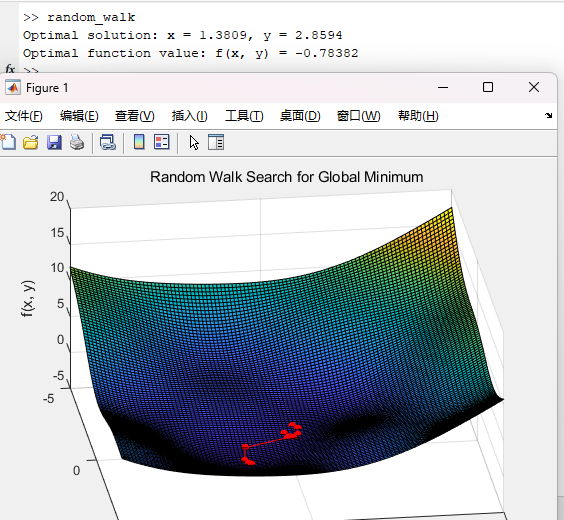 >> random_walk
Optimal solution: x = 1.3809, y = 2.8594
Optimal function value: f(x, y) = -0.78382
fx >>
Figure 1
文件(F) 编辑(E) 查看(V) 插入(I) 工具(T) 桌面(D) 窗口(W) 帮助(H)
Random Walk Search for Global Minimum
20
15
10
5
0
-5
f(x, y)
-5
0